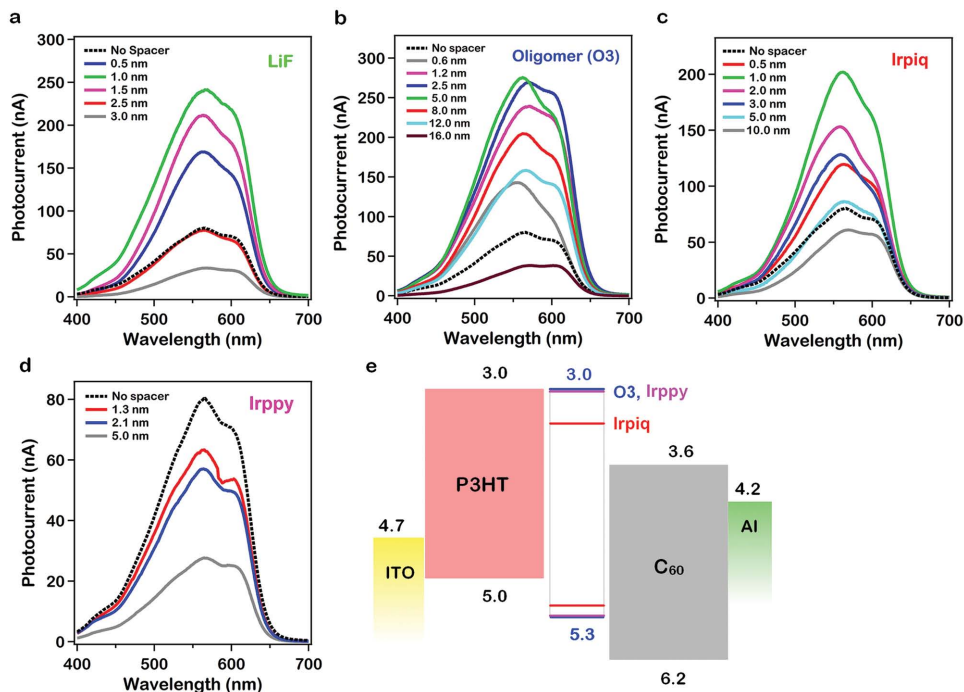 a
LiF
No Spacer
0.5 nm
1.0 nm
1.5 nm
2.5 nm
3.0 nm
Photocurrrent (nA)
300
250
200
150
100
50
0
400
500
600
700
Wavelength (nm)
b
Oligomer (O3)
No spacer
0.6 nm
1.2 nm
2.5 nm
5.0 nm
8.0 nm
12.0 nm
16.0 nm
Photocurrrent (nA)
300
250
200
150
100
50
0
400
500
600
700
Wavelength (nm)
c
Irpiq
No Spacer
0.5 nm
1.0 nm
2.0 nm
3.0 nm
5.0 nm
10.0 nm
Photocurrrent (nA)
200
150
100
50
0
400
500
600
700
Wavelength (nm)
d
Irppy
No Spacer
1.3 nm
2.1 nm
5.0 nm
Photocurrent (nA)
80
60
40
20
0
400
500
600
700
Wavelength (nm)
e
3.0
3.0
O3, Irppy
Irpiq
3.6
P3HT
4.2
Al
4.7
ITO
C60
5.0
5.3
6.2